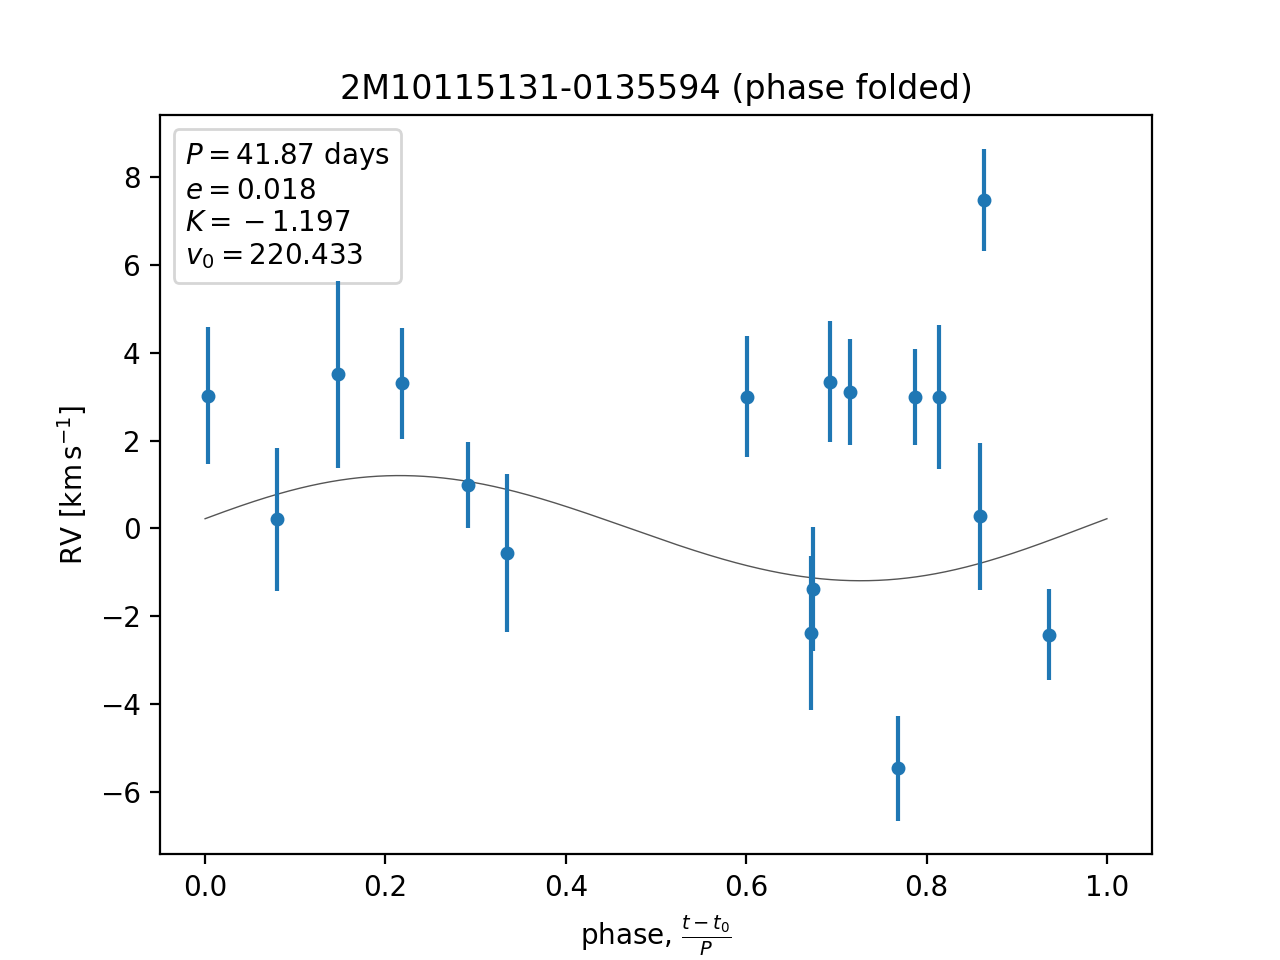 2M10115131-0135594 (phase folded)
P = 41.87 days
e = 0.018
K = −1.197
v₀ = 220.433
RV [km s⁻¹]
8
6
4
2
0
−2
−4
−6
0.0 0.2 0.4 0.6 0.8 1.0
phase, (t − t₀)/P